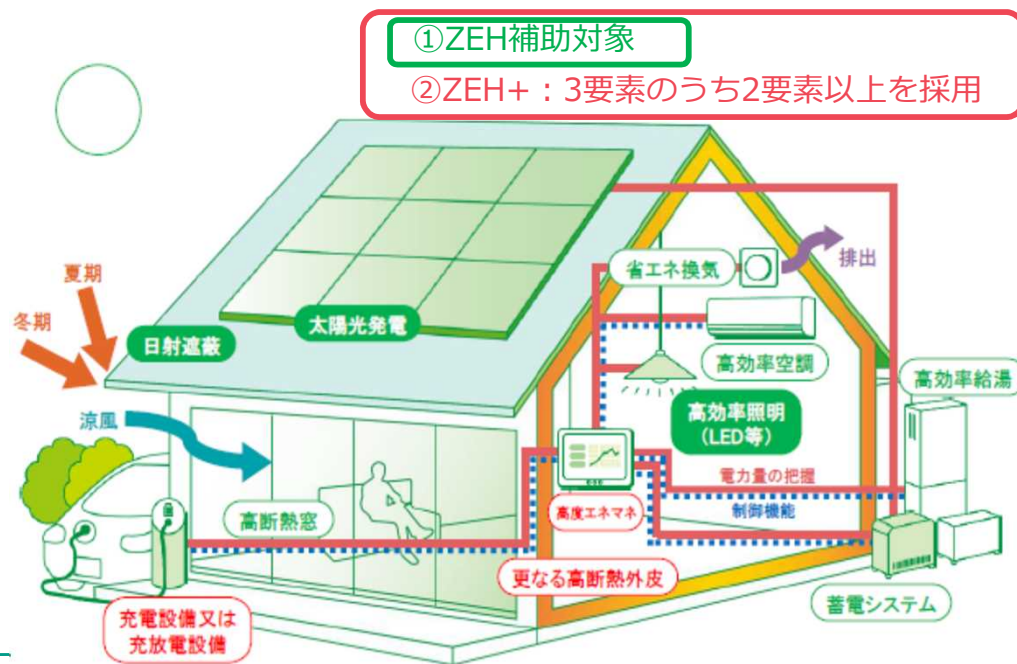 ①ZEH補助対象
②ZEH+：3要素のうち2要素以上を採用
夏期
冬期
日射遮蔽
太陽光発電
省エネ換気
排出
高効率空調
高効率給湯
涼風
高効率照明
(LED等)
電力量の把握
高断熱窓
高度エネマネ
制御機能
更なる高断熱外皮
蓄電システム
充電設備又は
充放電設備